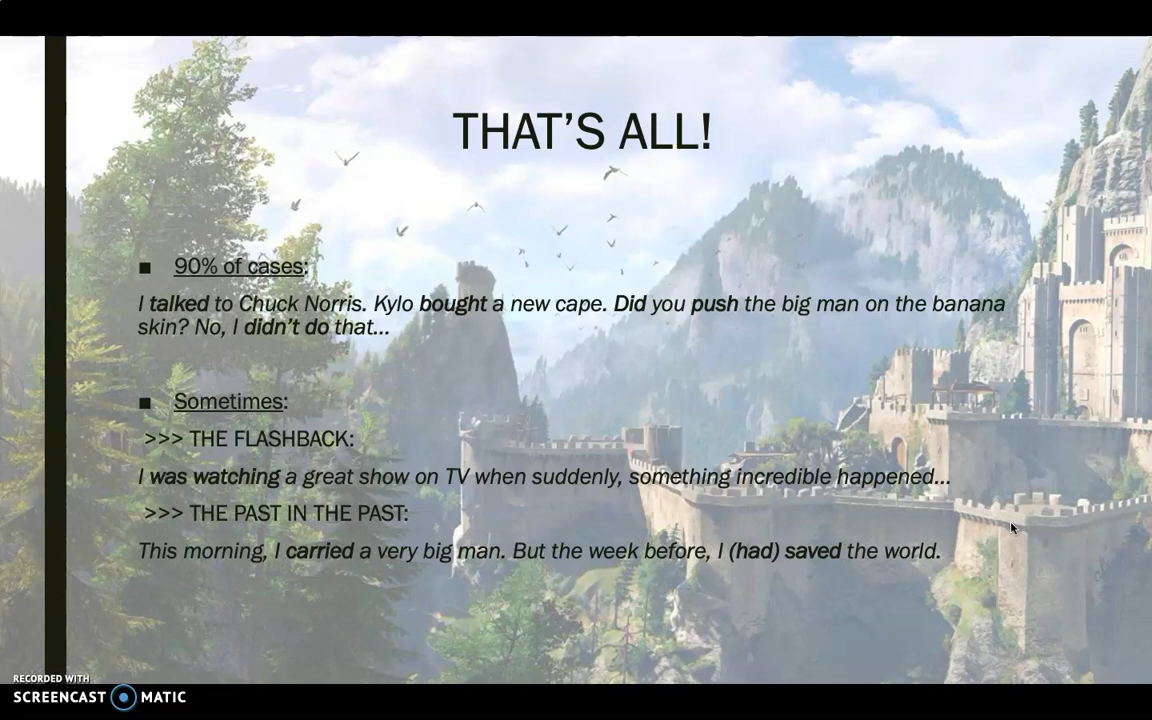 THAT'S ALL!
■ 90% of cases:
I talked to Chuck Norris. Kylo bought a new cape. Did you push the big man on the banana
skin? No, I didn't do that...
■ Sometimes:
>>> THE FLASHBACK:
I was watching a great show on TV when suddenly, something incredible happened...
>>> THE PAST IN THE PAST:
This morning, I carried a very big man. But the week before, I (had) saved the world.
RECORDED WITH
SCREENCAST MATIC